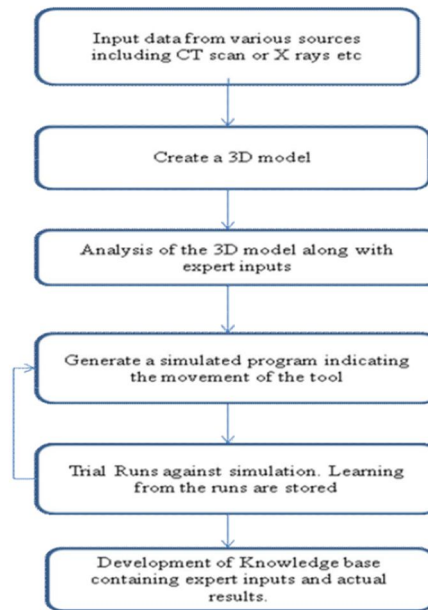 Input data from various sources
including CT scan or X rays etc
Create a 3D model
Analysis of the 3D model along with
expert inputs
Generate a simulated program indicating
the movement of the tool
Trial Runs against simulation. Learning
from the runs are stored
Development of Knowledge base
containing expert inputs and actual
results.